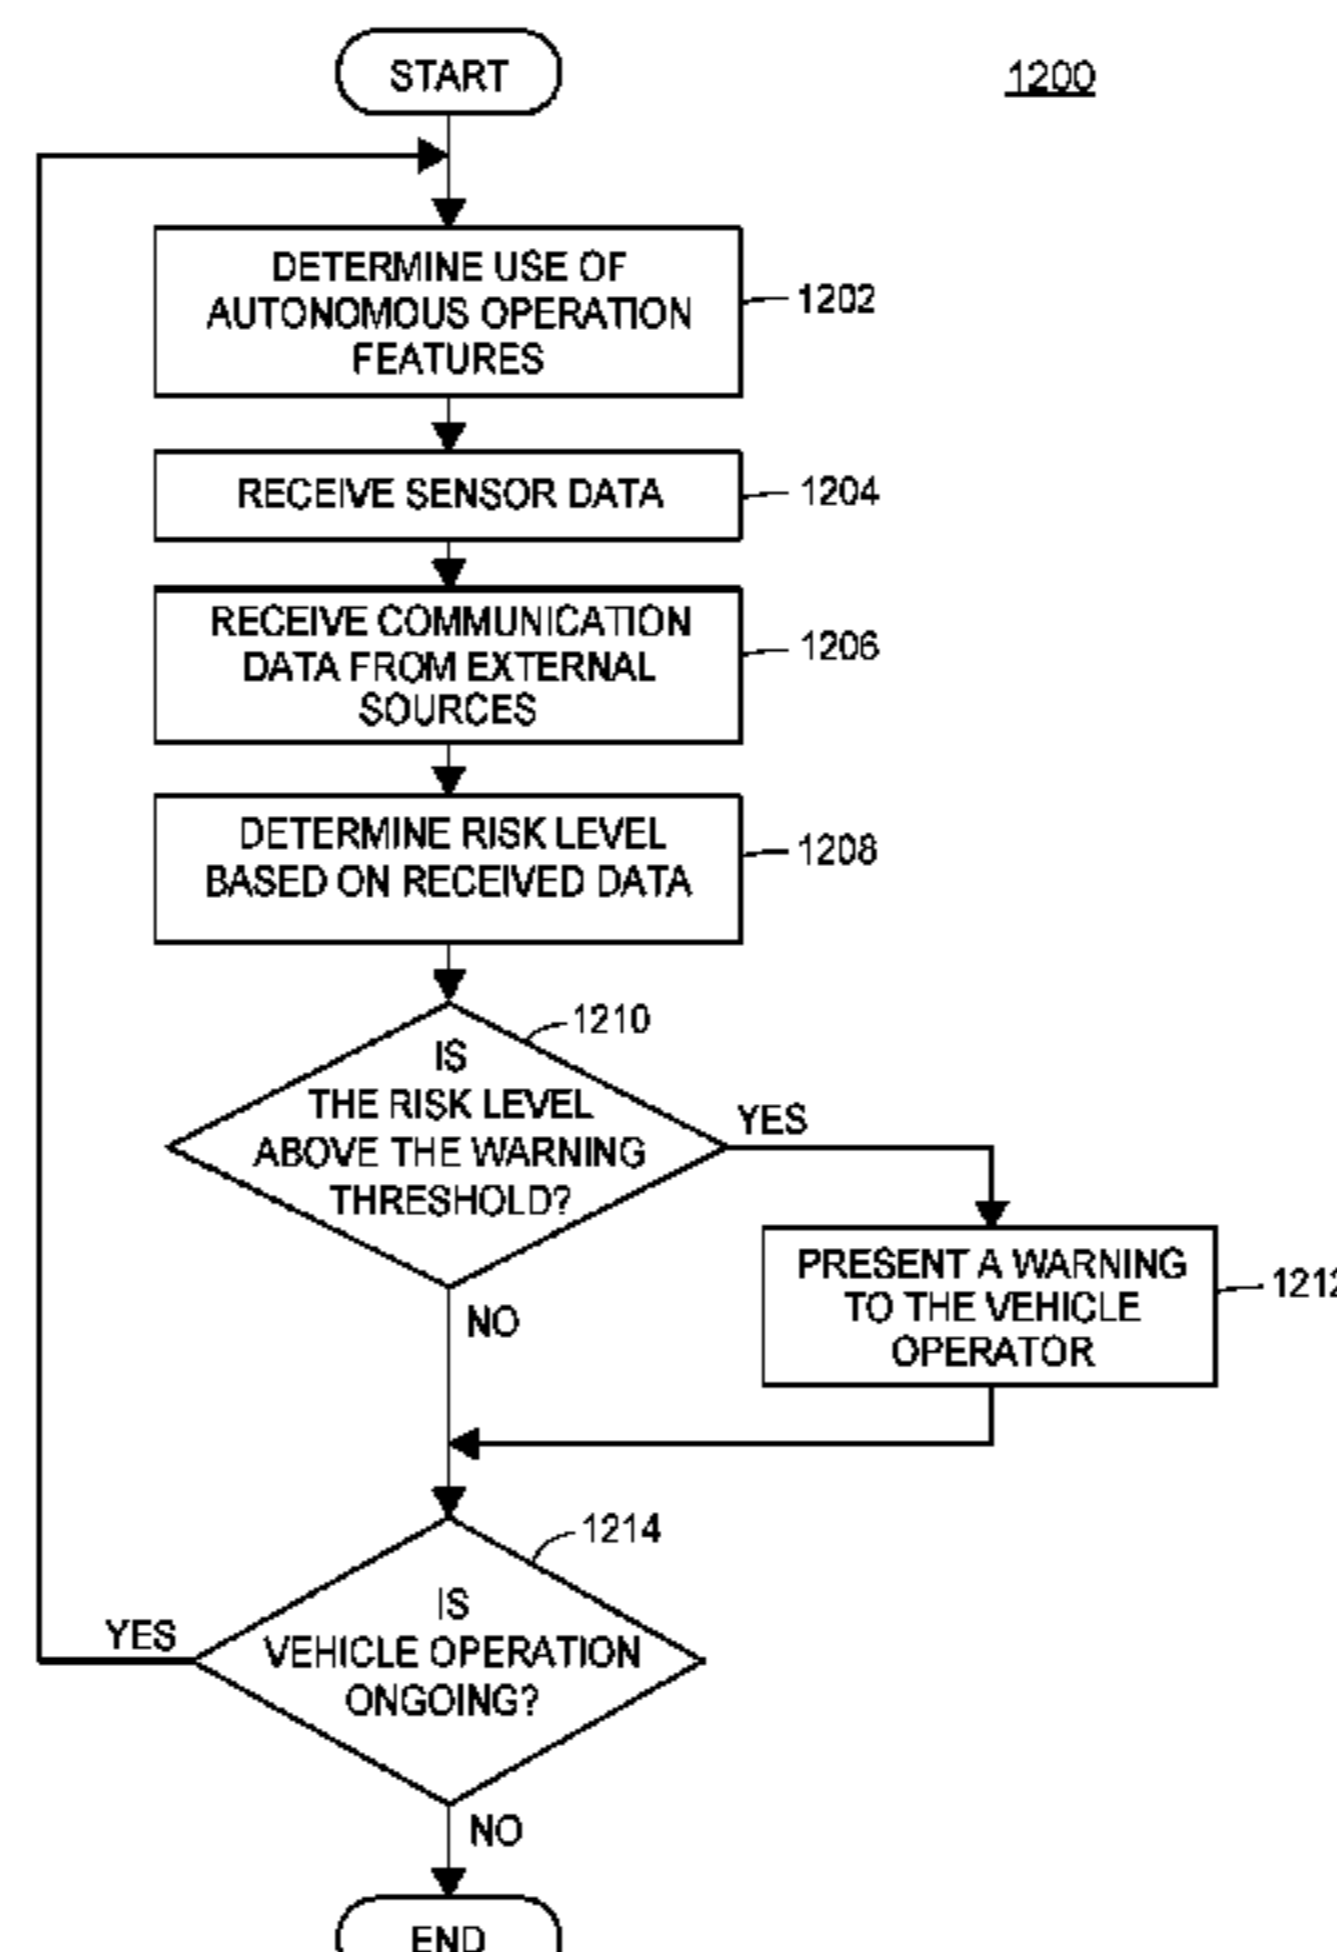 START
1200
DETERMINE USE OF
AUTONOMOUS OPERATION
FEATURES
1202
RECEIVE SENSOR DATA
1204
RECEIVE COMMUNICATION
DATA FROM EXTERNAL
SOURCES
1206
DETERMINE RISK LEVEL
BASED ON RECEIVED DATA
1208
1210
IS
THE RISK LEVEL
ABOVE THE WARNING
THRESHOLD?
YES
NO
PRESENT A WARNING
TO THE VEHICLE
OPERATOR
1212
1214
IS
VEHICLE OPERATION
ONGOING?
YES
NO
END